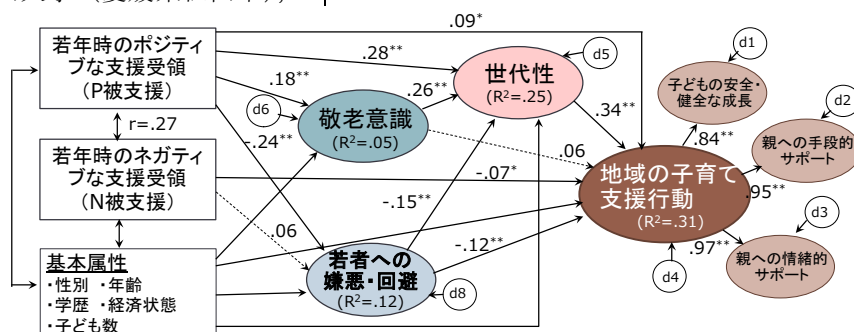 .09*
若年時のポジティ
ブな支援受領
(P被支援)
.28**
.18**
世代性
(R²=.25)
d5
d1
子どもの安全・
健全な成長
.26**
d6
敬老意識
(R²=.05)
r=.27
-.24**
.34**
.84**
d2
親への手段的
サポート
.06
若年時のネガティ
ブな支援受領
(N被支援)
-.07*
地域の子育て
支援行動
(R²=.31)
.95**
-.15**
.06
d3
-.12**
.97**
親への情緒的
サポート
基本属性
・性別 ・年齢
・学歴 ・経済状態
・子ども数
若者への
嫌悪・回避
(R²=.12)
d8
d4